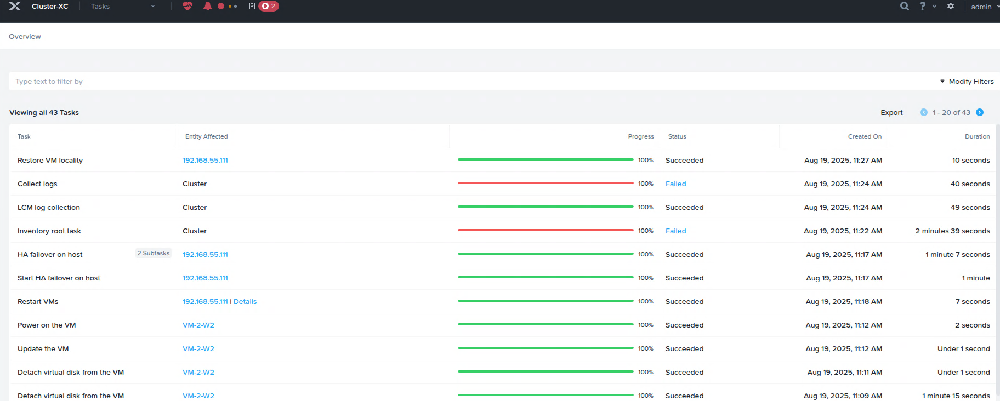 Cluster-XC Tasks 2 ? admin
Overview
Type text to filter by Modify Filters
Viewing all 43 Tasks Export 1 - 20 of 43
Task Entity Affected Progress Status Created On Duration
Restore VM locality 192.168.55.111 100% Succeeded Aug 19, 2025, 11:27 AM 10 seconds
Collect logs Cluster 100% Failed Aug 19, 2025, 11:24 AM 40 seconds
LCM log collection Cluster 100% Succeeded Aug 19, 2025, 11:24 AM 49 seconds
Inventory root task Cluster 100% Failed Aug 19, 2025, 11:22 AM 2 minutes 39 seconds
HA failover on host 2 Subtasks 192.168.55.111 100% Succeeded Aug 19, 2025, 11:17 AM 1 minute 7 seconds
Start HA failover on host 192.168.55.111 100% Succeeded Aug 19, 2025, 11:17 AM 1 minute
Restart VMs 192.168.55.111 | Details 100% Succeeded Aug 19, 2025, 11:18 AM 7 seconds
Power on the VM VM-2-W2 100% Succeeded Aug 19, 2025, 11:12 AM 2 seconds
Update the VM VM-2-W2 100% Succeeded Aug 19, 2025, 11:12 AM Under 1 second
Detach virtual disk from the VM VM-2-W2 100% Succeeded Aug 19, 2025, 11:11 AM Under 1 second
Detach virtual disk from the VM VM-2-W2 100% Succeeded Aug 19, 2025, 11:09 AM 1 minute 15 seconds